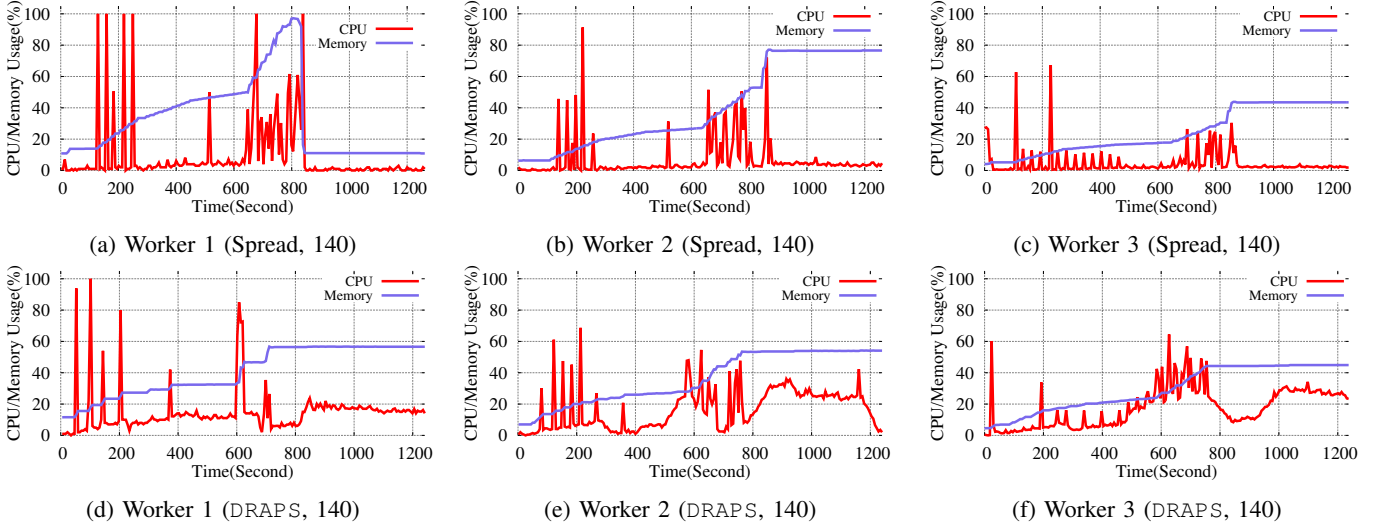 CPU/Memory Usage(%)
100
80
60
40
20
0
CPU
Memory
0 200 400 600 800 1000 1200
Time(Second)
(a) Worker 1 (Spread, 140)
CPU/Memory Usage(%)
100
80
60
40
20
0
CPU
Memory
0 200 400 600 800 1000 1200
Time(Second)
(b) Worker 2 (Spread, 140)
CPU/Memory Usage(%)
100
80
60
40
20
0
CPU
Memory
0 200 400 600 800 1000 1200
Time(Second)
(c) Worker 3 (Spread, 140)
CPU/Memory Usage(%)
100
80
60
40
20
0
CPU
Memory
0 200 400 600 800 1000 1200
Time(Second)
(d) Worker 1 (DRAPS, 140)
CPU/Memory Usage(%)
100
80
60
40
20
0
CPU
Memory
0 200 400 600 800 1000 1200
Time(Second)
(e) Worker 2 (DRAPS, 140)
CPU/Memory Usage(%)
100
80
60
40
20
0
CPU
Memory
0 200 400 600 800 1000 1200
Time(Second)
(f) Worker 3 (DRAPS, 140)